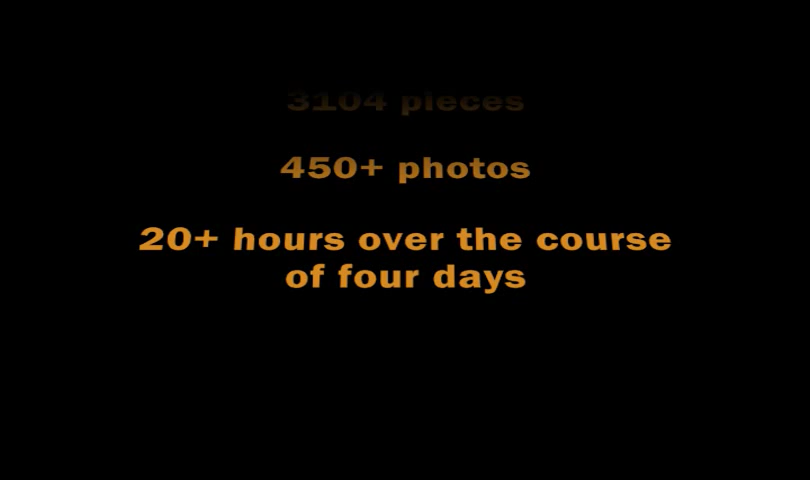 3104 pieces
450+ photos
20+ hours over the course
of four days